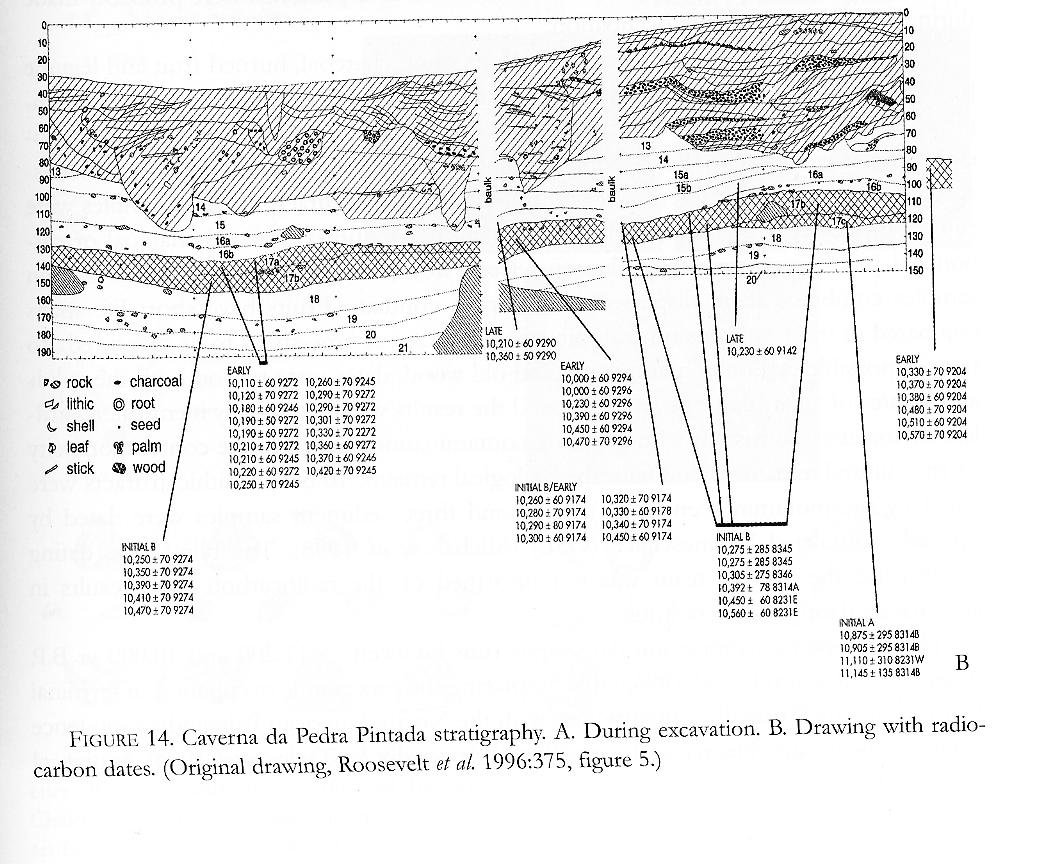 0
10
20
30
40
50
60
70
80
90
100
110
120
130
140
150
160
170
180
190
0
10
20
30
40
50
60
70
80
90
100
110
120
130
140
150
13
14
15
16a
16b
17a
17b
18
19
20
21
baulk
baulk
13
14
15a
15b
16a
16b
17b
17c
18
19
20
rock
charcoal
lithic
root
shell
seed
leaf
palm
stick
wood
EARLY
10,110 ± 60 9272 10,260 ± 70 9245
10,120 ± 70 9272 10,290 ± 70 9272
10,180 ± 60 9246 10,290 ± 70 9272
10,190 ± 50 9272 10,301 ± 70 9272
10,190 ± 60 9272 10,330 ± 70 2272
10,210 ± 70 9272 10,360 ± 60 9272
10,210 ± 60 9245 10,370 ± 60 9246
10,220 ± 60 9272 10,420 ± 70 9245
10,250 ± 70 9245
LATE
10,210 ± 60 9290
10,360 ± 50 9290
EARLY
10,000 ± 60 9294
10,000 ± 60 9296
10,230 ± 60 9296
10,390 ± 60 9296
10,450 ± 60 9294
10,470 ± 70 9296
LATE
10,230 ± 60 9142
EARLY
10,330 ± 70 9204
10,370 ± 70 9204
10,380 ± 60 9204
10,480 ± 70 9204
10,510 ± 60 9204
10,570 ± 70 9204
INITIAL B/EARLY
10,260 ± 60 9174 10,320 ± 70 9174
10,280 ± 70 9174 10,330 ± 60 9178
10,290 ± 80 9174 10,340 ± 70 9174
10,300 ± 60 9174 10,450 ± 60 9174
INITIAL B
10,250 ± 70 9274
10,350 ± 70 9274
10,390 ± 70 9274
10,410 ± 70 9274
10,470 ± 70 9274
INITIAL B
10,275 ± 285 8345
10,275 ± 285 8345
10,305 ± 275 8346
10,392 ± 78 8314A
10,450 ± 60 8231E
10,560 ± 60 8231E
INITIAL A
10,875 ± 295 8314B
10,905 ± 295 8314B
11,110 ± 310 8231W
11,145 ± 135 8314B
B
FIGURE 14. Caverna da Pedra Pintada stratigraphy. A. During excavation. B. Drawing with radio-
carbon dates. (Original drawing, Roosevelt et al. 1996:375, figure 5.)